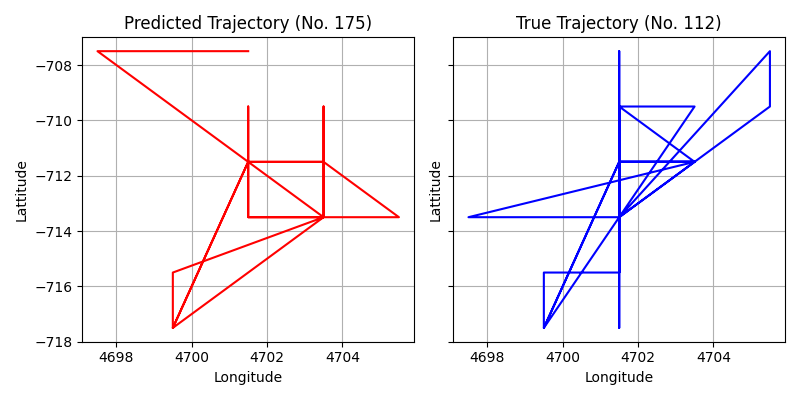 Predicted Trajectory (No. 175)
True Trajectory (No. 112)
Lattitude
−708
−710
−712
−714
−716
−718
4698
4700
4702
4704
Longitude
Lattitude
4698
4700
4702
4704
Longitude